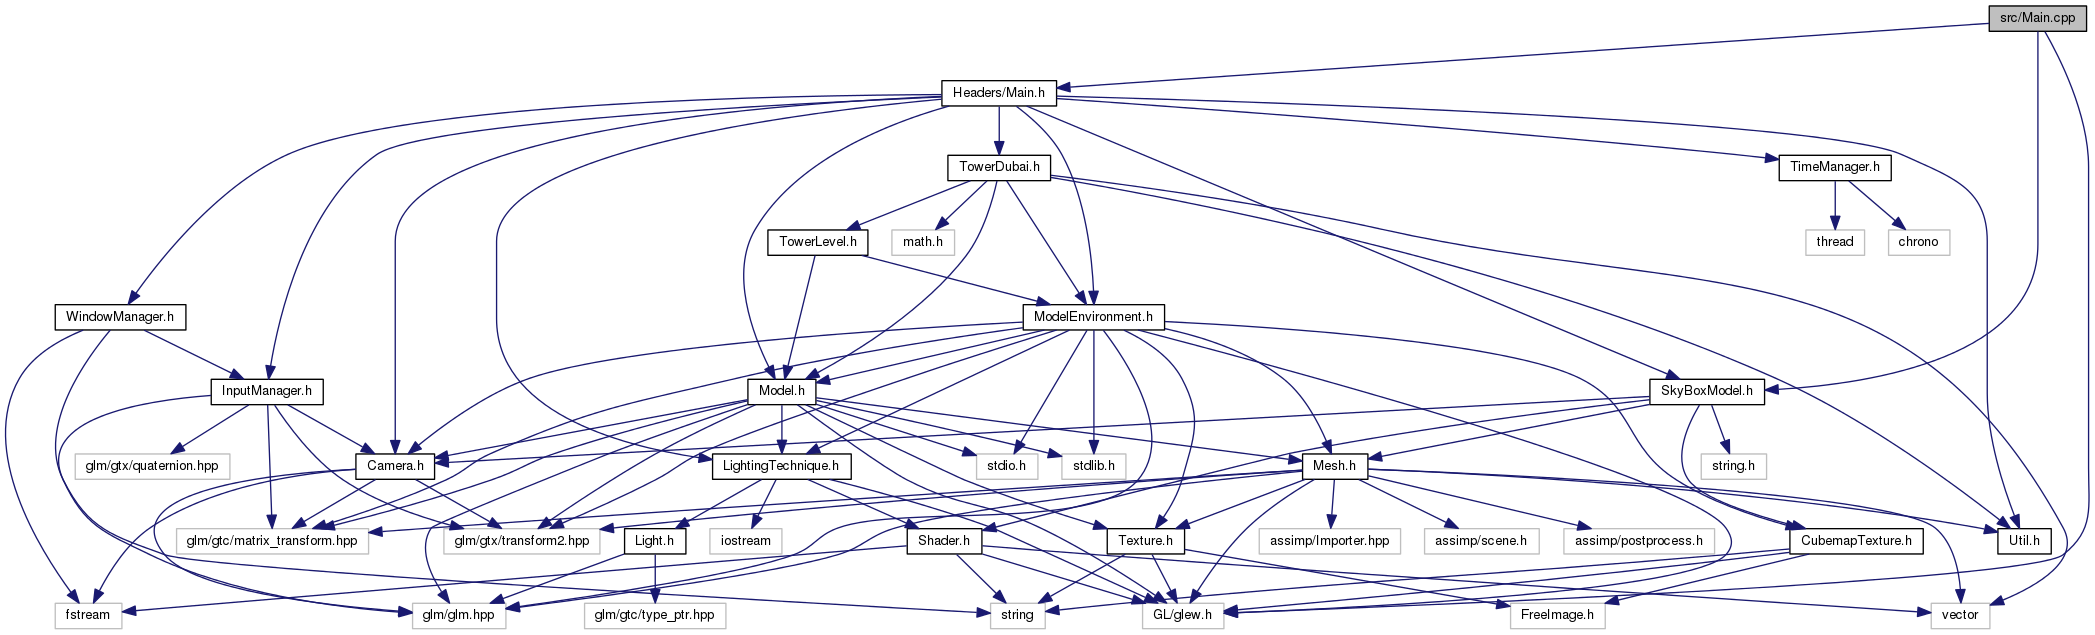 src/Main.cpp
Headers/Main.h
TowerDubai.h
TimeManager.h
TowerLevel.h
math.h
thread
chrono
WindowManager.h
ModelEnvironment.h
InputManager.h
Model.h
SkyBoxModel.h
glm/gtx/quaternion.hpp
Camera.h
LightingTechnique.h
stdio.h
stdlib.h
Mesh.h
string.h
glm/gtc/matrix_transform.hpp
glm/gtx/transform2.hpp
Light.h
iostream
Shader.h
Texture.h
assimp/Importer.hpp
assimp/scene.h
assimp/postprocess.h
CubemapTexture.h
Util.h
fstream
glm/glm.hpp
glm/gtc/type_ptr.hpp
string
GL/glew.h
FreeImage.h
vector